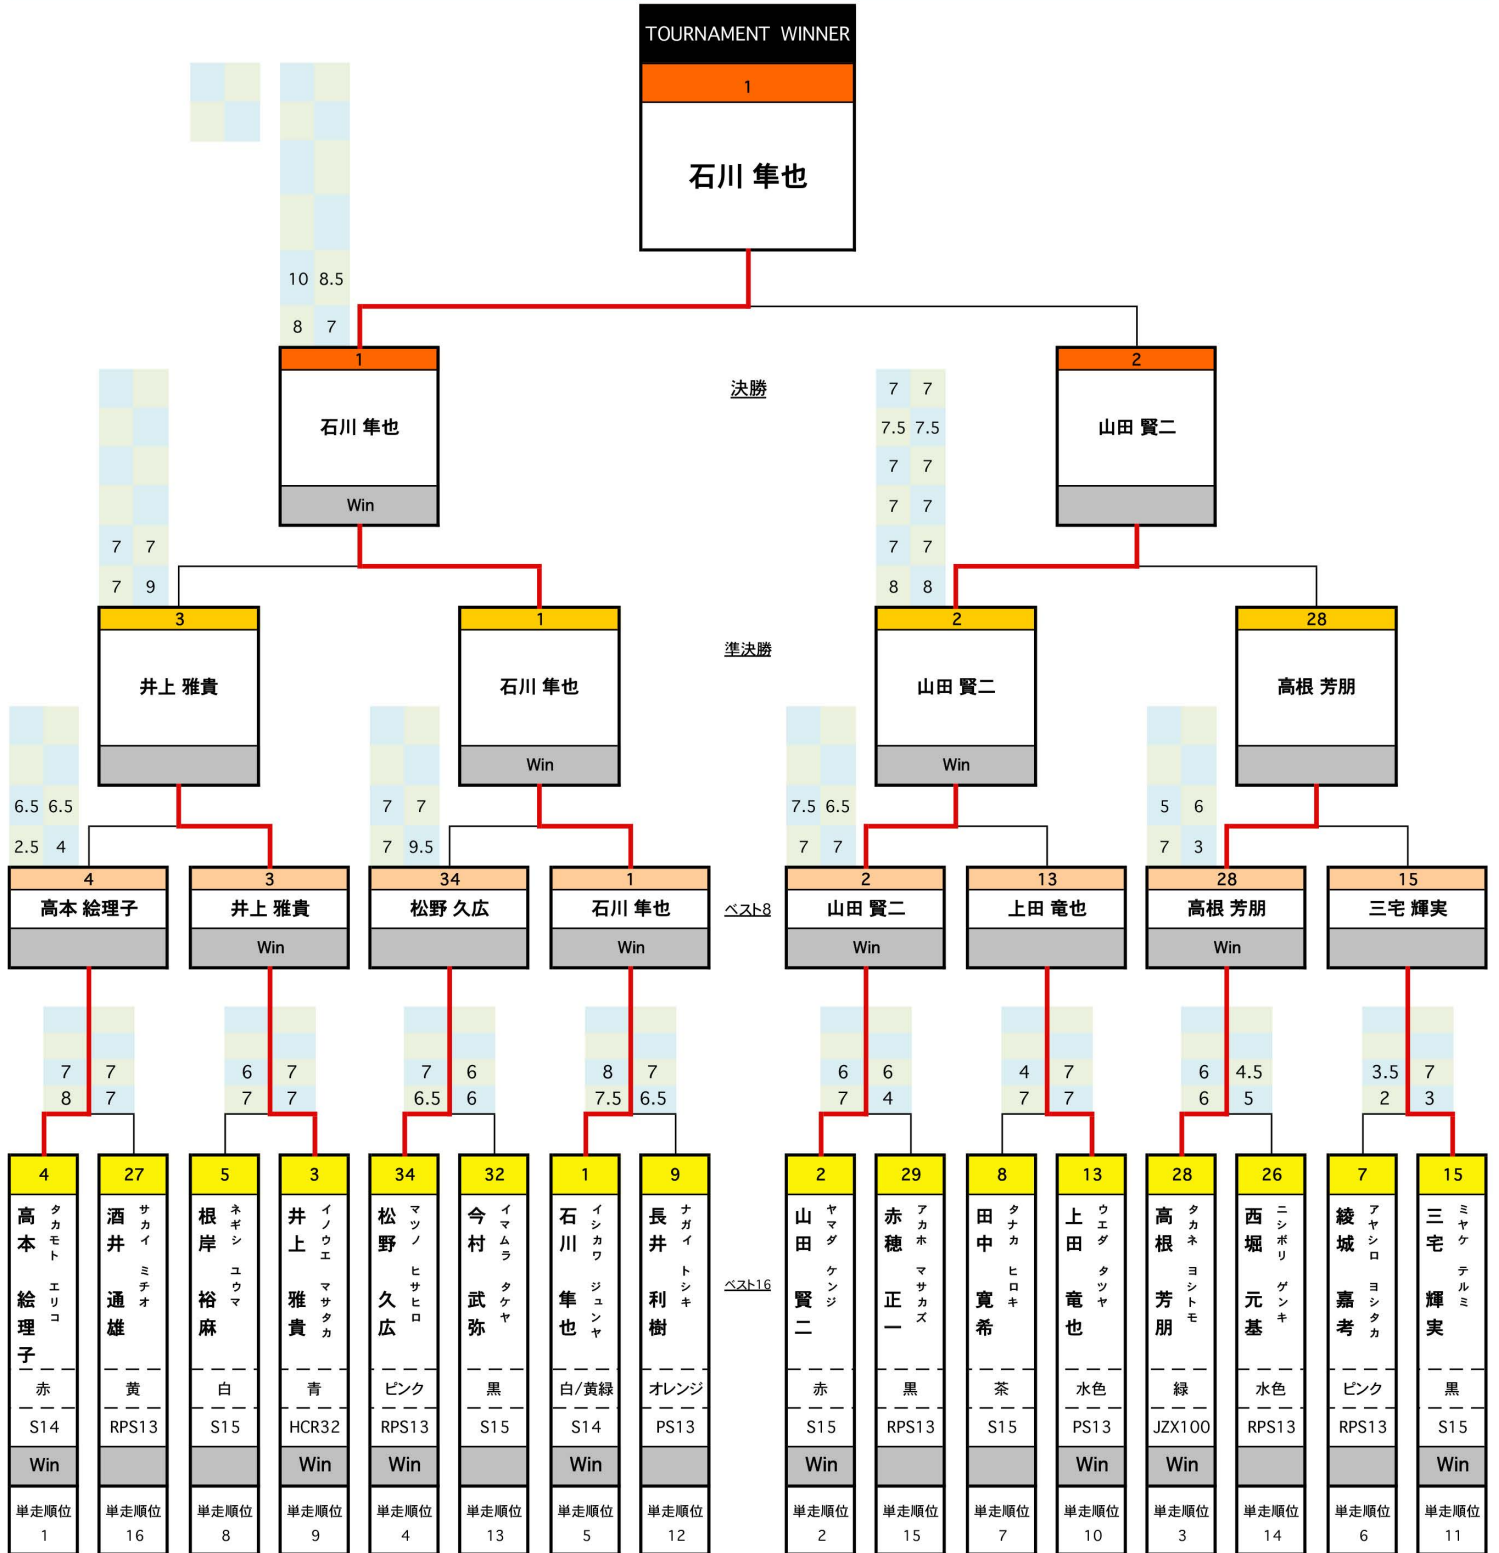 TOURNAMENT WINNER
1
石川 隼也
10 8.5
8 7
1 2
決勝
7 7
石川 隼也 山田 賢二
7.5 7.5
7 7
Win
7 7
7 7 7 7
7 9 8 8
3 1 2 28
準決勝
井上 雅貴 石川 隼也 山田 賢二 高根 芳朋
Win Win
6.5 6.5 7 7 7.5 6.5 5 6
2.5 4 7 9.5 7 7 7 3
4 3 34 1 2 13 28 15
高本 絵理子 井上 雅貴 松野 久広 石川 隼也 ベスト8 山田 賢二 上田 竜也 高根 芳朋 三宅 輝実
Win Win Win Win
7 7 6 7 7 6 8 7 6 6 4 7 6 4.5 3.5 7
8 7 7 7 6.5 6 7.5 6.5 7 4 7 7 6 5 2 3
4 27 5 3 34 32 1 9 2 29 8 13 28 26 7 15
高本 絵理子
タカモト エリコ
酒井 通雄
サカイ ミチオ
根岸 裕麻
ネギシ ユウマ
井上 雅貴
イノウエ マサタカ
松野 久広
マツノ ヒサヒロ
今村 武弥
イマムラ タケヤ
石川 隼也
イシカワ ジュンヤ
長井 利樹
ナガイ トシキ
ベスト16
山田 賢二
ヤマダ ケンジ
赤穂 正一
アカホ マサカズ
田中 寛希
タナカ ヒロキ
上田 竜也
ウエダ タツヤ
高根 芳朋
タカネ ヨシトモ
西堀 元基
ニシボリ ゲンキ
綾城 嘉考
アヤシロ ヨシタカ
三宅 輝実
ミヤケ テルミ
赤 黄 白 青 ピンク 黒 白/黄緑 オレンジ 赤 黒 茶 水色 緑 水色 ピンク 黒
S14 RPS13 S15 HCR32 RPS13 S15 S14 PS13 S15 RPS13 S15 PS13 JZX100 RPS13 RPS13 S15
Win Win Win Win Win Win Win Win
単走順位 単走順位 単走順位 単走順位 単走順位 単走順位 単走順位 単走順位 単走順位 単走順位 単走順位 単走順位 単走順位 単走順位 単走順位 単走順位
1 16 8 9 4 13 5 12 2 15 7 10 3 14 6 11